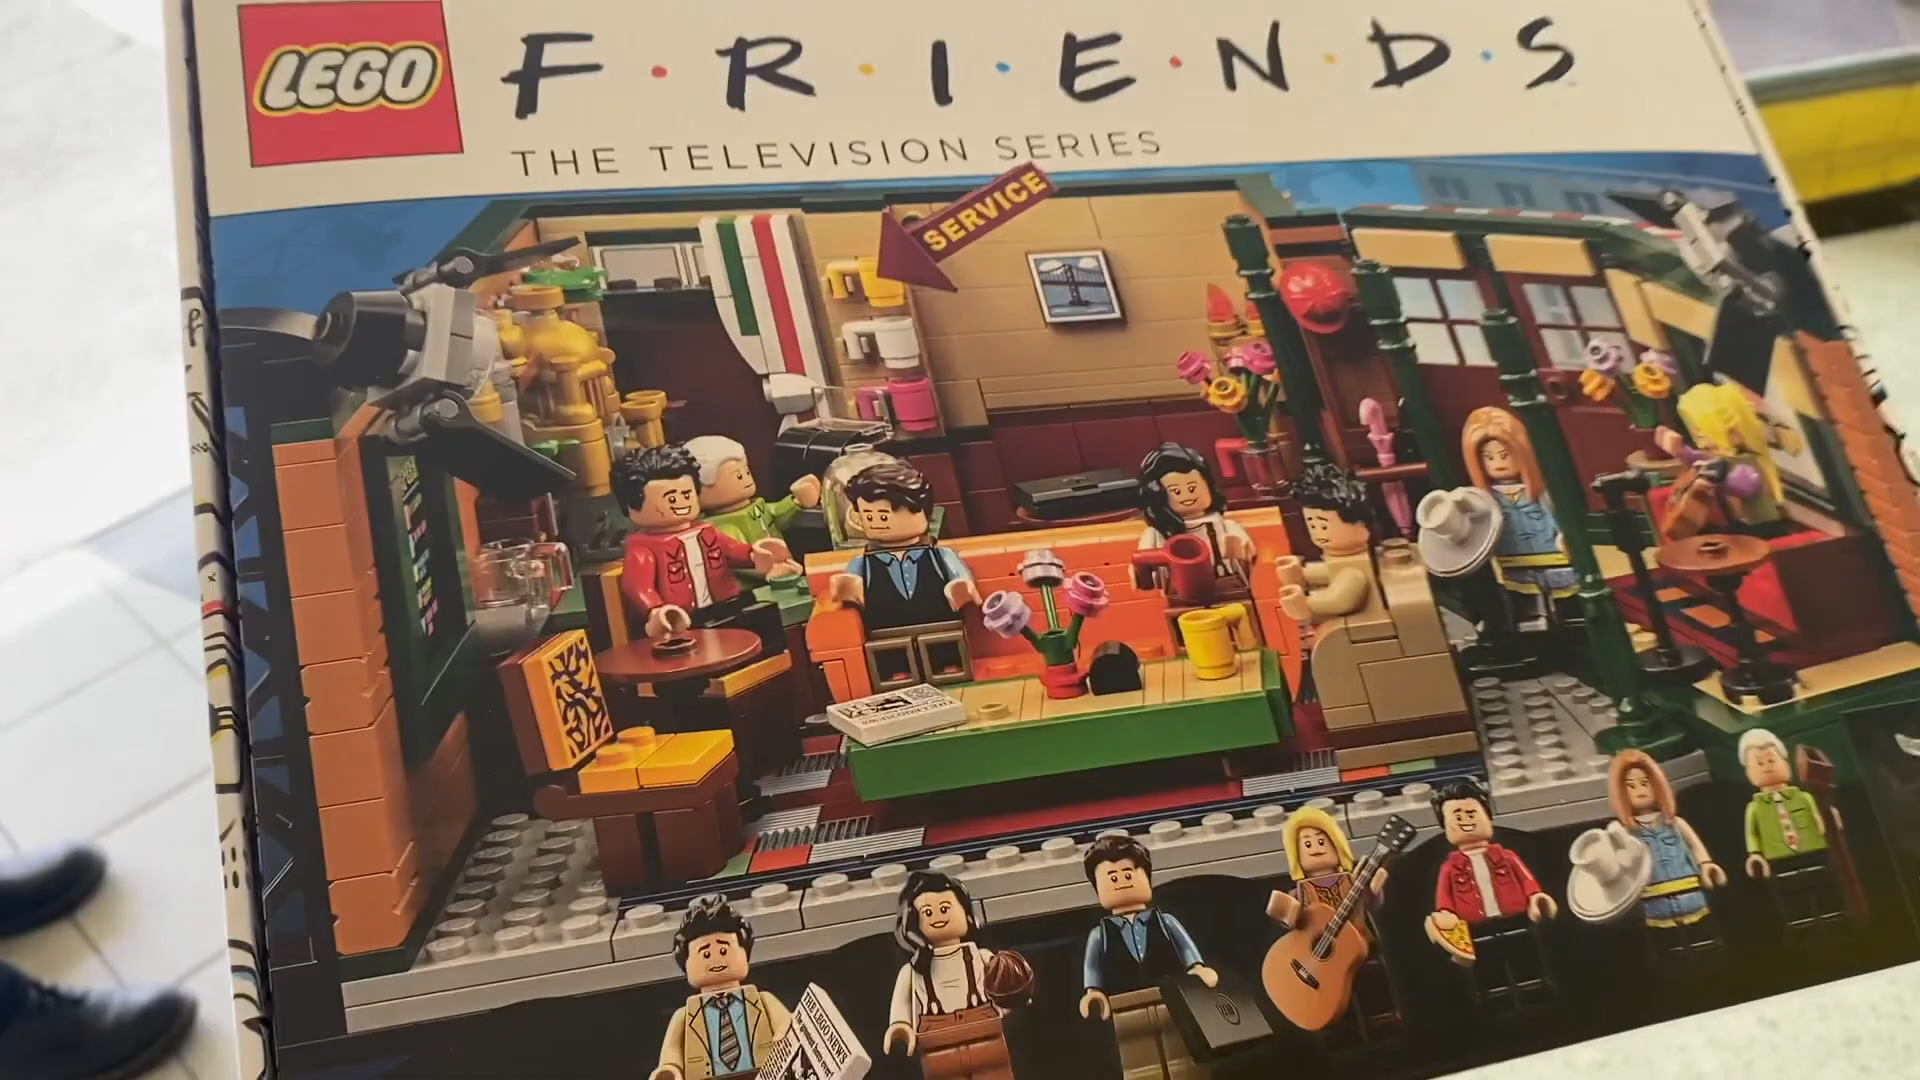 LEGO
F·R·I·E·N·D·S
THE TELEVISION SERIES
SERVICE
THE LEGO NEWS